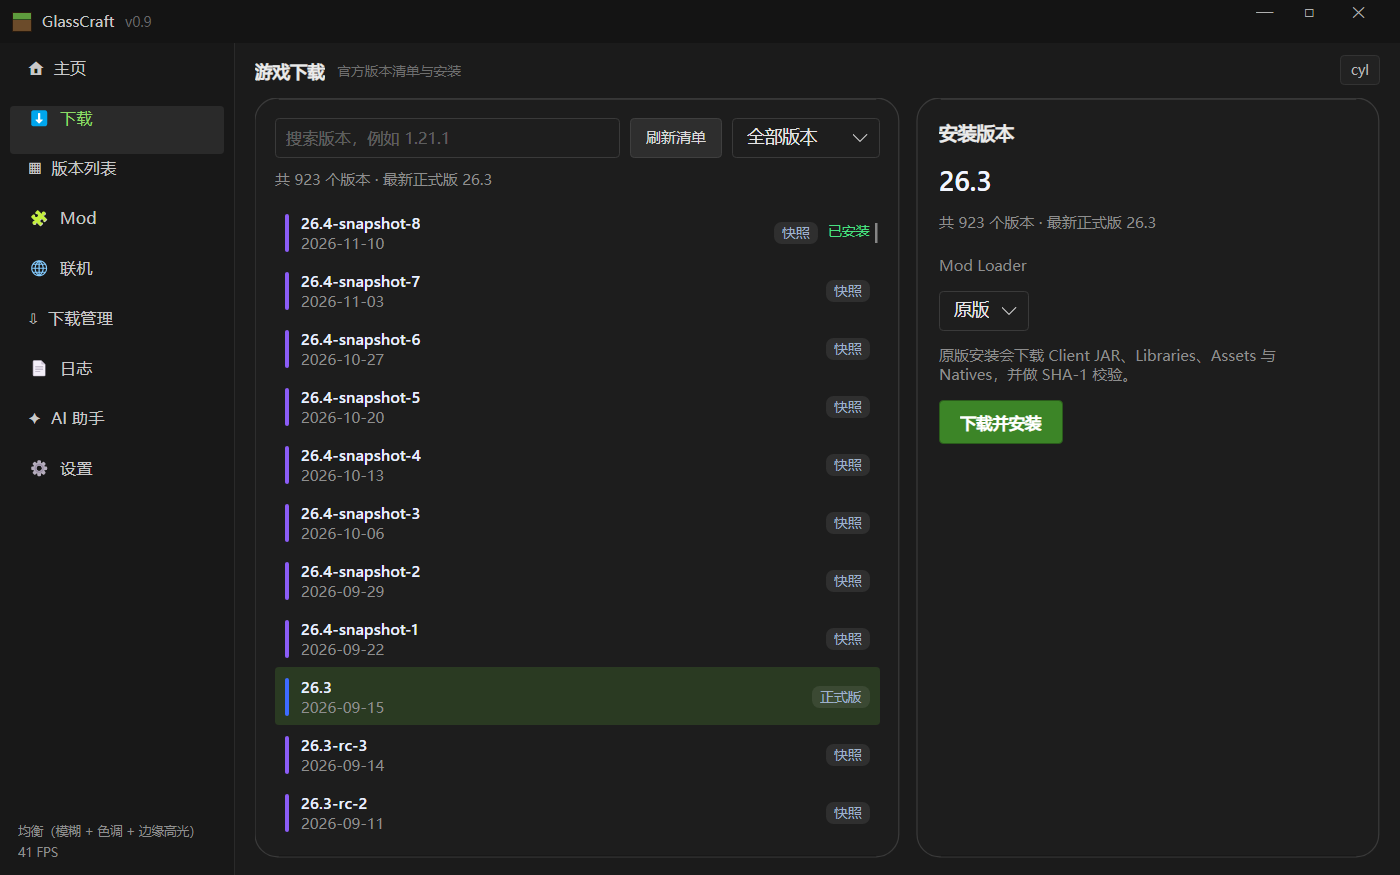 GlassCraft v0.9
主页
下载
版本列表
Mod
联机
下载管理
日志
AI 助手
设置
均衡（模糊 + 色调 + 边缘高光）
41 FPS
游戏下载 官方版本清单与安装
cyl
搜索版本，例如 1.21.1 刷新清单 全部版本
共 923 个版本 · 最新正式版 26.3
26.4-snapshot-8
2026-11-10
快照 已安装
26.4-snapshot-7
2026-11-03
快照
26.4-snapshot-6
2026-10-27
快照
26.4-snapshot-5
2026-10-20
快照
26.4-snapshot-4
2026-10-13
快照
26.4-snapshot-3
2026-10-06
快照
26.4-snapshot-2
2026-09-29
快照
26.4-snapshot-1
2026-09-22
快照
26.3
2026-09-15
正式版
26.3-rc-3
2026-09-14
快照
26.3-rc-2
2026-09-11
快照
安装版本
26.3
共 923 个版本 · 最新正式版 26.3
Mod Loader
原版
原版安装会下载 Client JAR、Libraries、Assets 与
Natives，并做 SHA-1 校验。
下载并安装